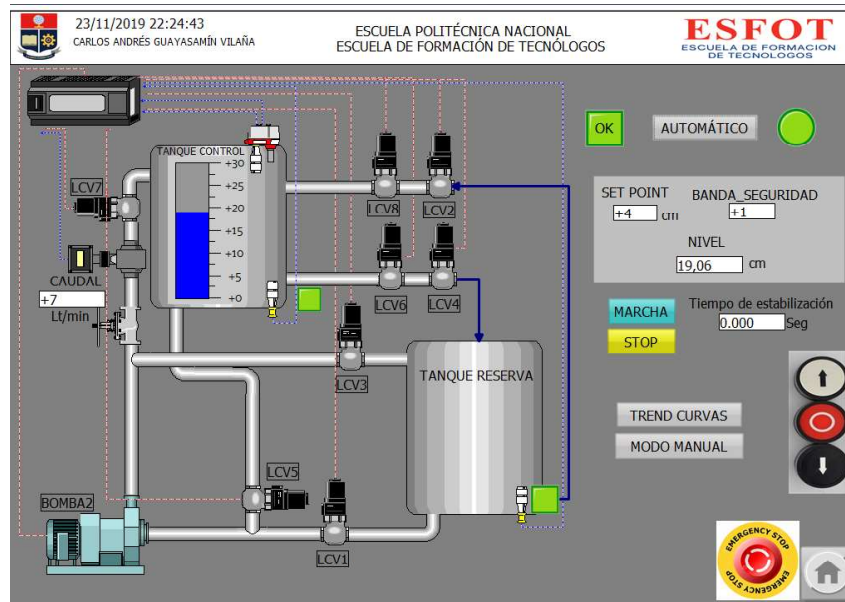 23/11/2019 22:24:43
CARLOS ANDRÉS GUAYASAMÍN VILAÑA
ESCUELA POLITÉCNICA NACIONAL
ESCUELA DE FORMACIÓN DE TECNÓLOGOS
ESFOT
ESCUELA DE FORMACION
DE TECNOLOGOS
TANQUE CONTROL
+30
+25
+20
+15
+10
+5
+0
LCV7
CAUDAL
+7
Lt/min
LCV8
LCV2
LCV6
LCV4
LCV3
TANQUE RESERVA
LCV5
BOMBA2
LCV1
OK
AUTOMÁTICO
SET POINT
BANDA_SEGURIDAD
+4 cm
+1
NIVEL
19,06 cm
MARCHA
STOP
Tiempo de estabilización
0.000 Seg
TREND CURVAS
MODO MANUAL
EMERGENCY STOP
EMERGENCY STOP